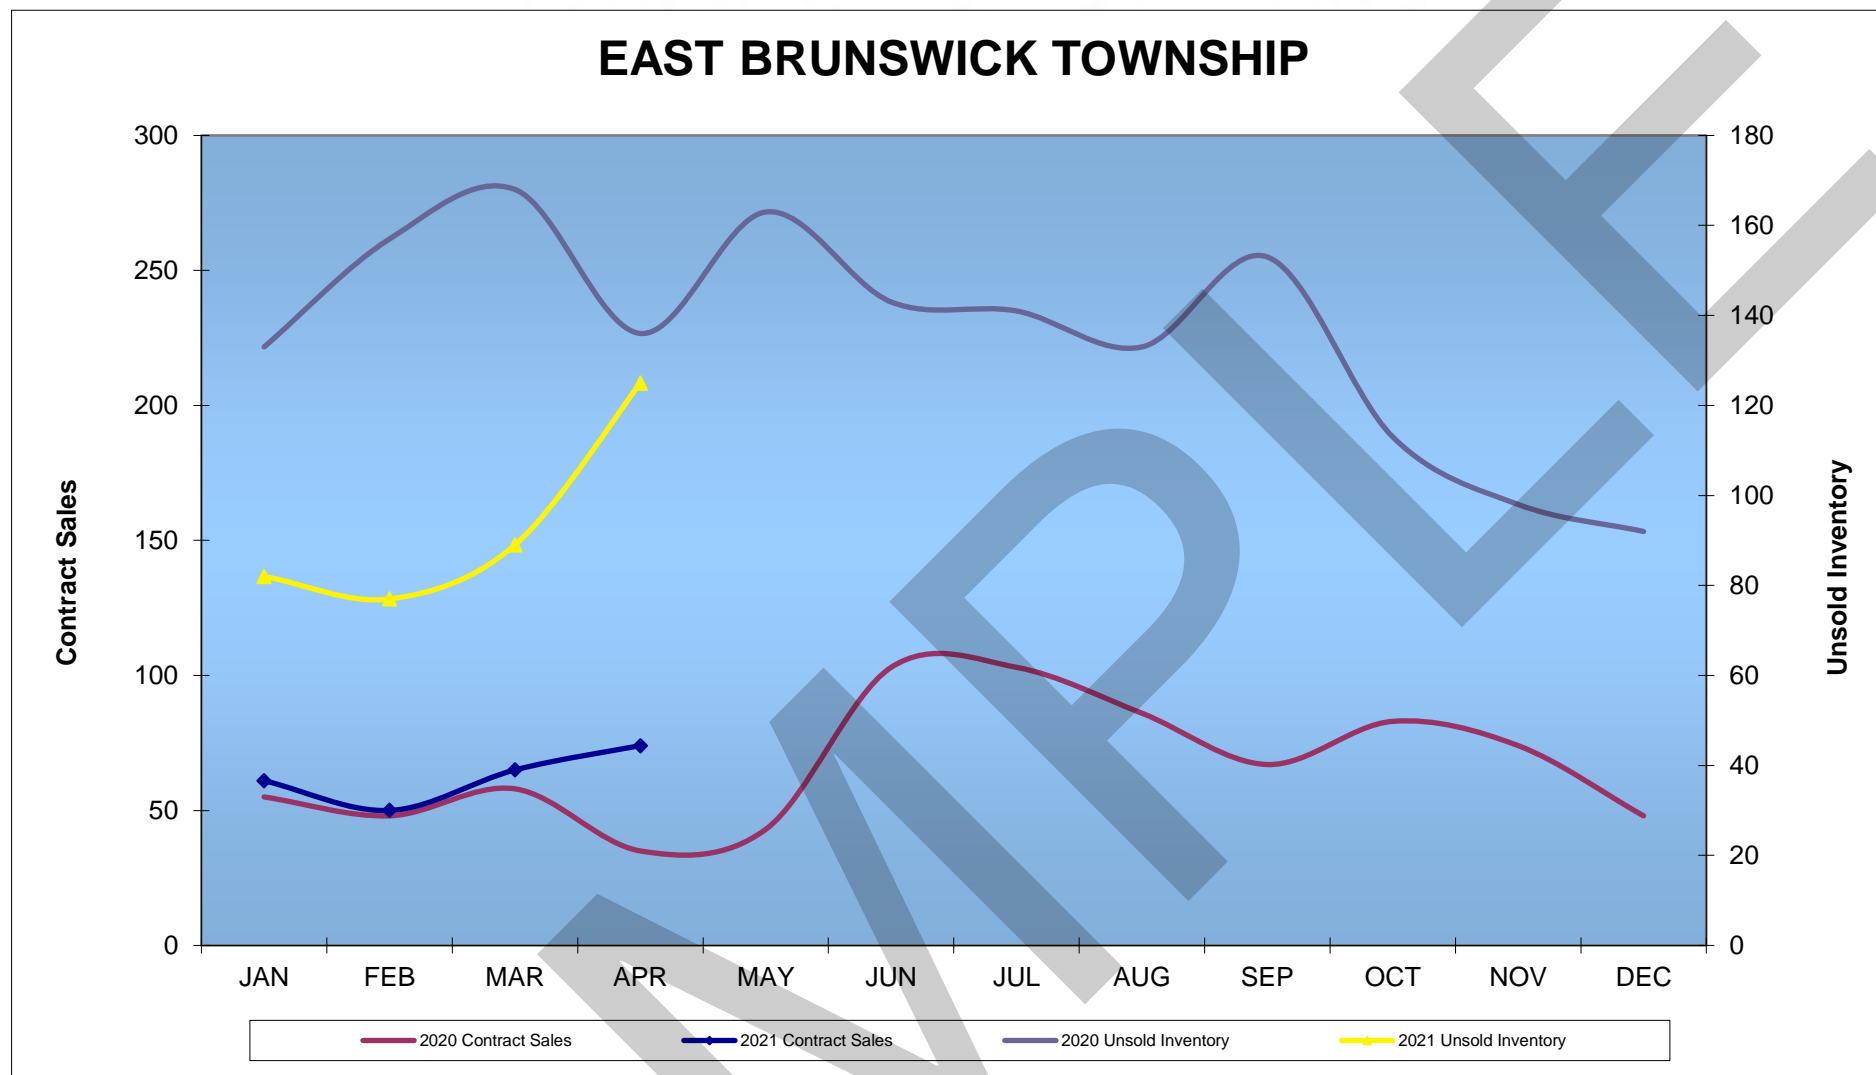 EAST BRUNSWICK TOWNSHIP
300
250
200
150
100
50
0
Contract Sales
180
160
140
120
100
80
60
40
20
0
Unsold Inventory
JAN FEB MAR APR MAY JUN JUL AUG SEP OCT NOV DEC
2020 Contract Sales 2021 Contract Sales 2020 Unsold Inventory 2021 Unsold Inventory
MPLE